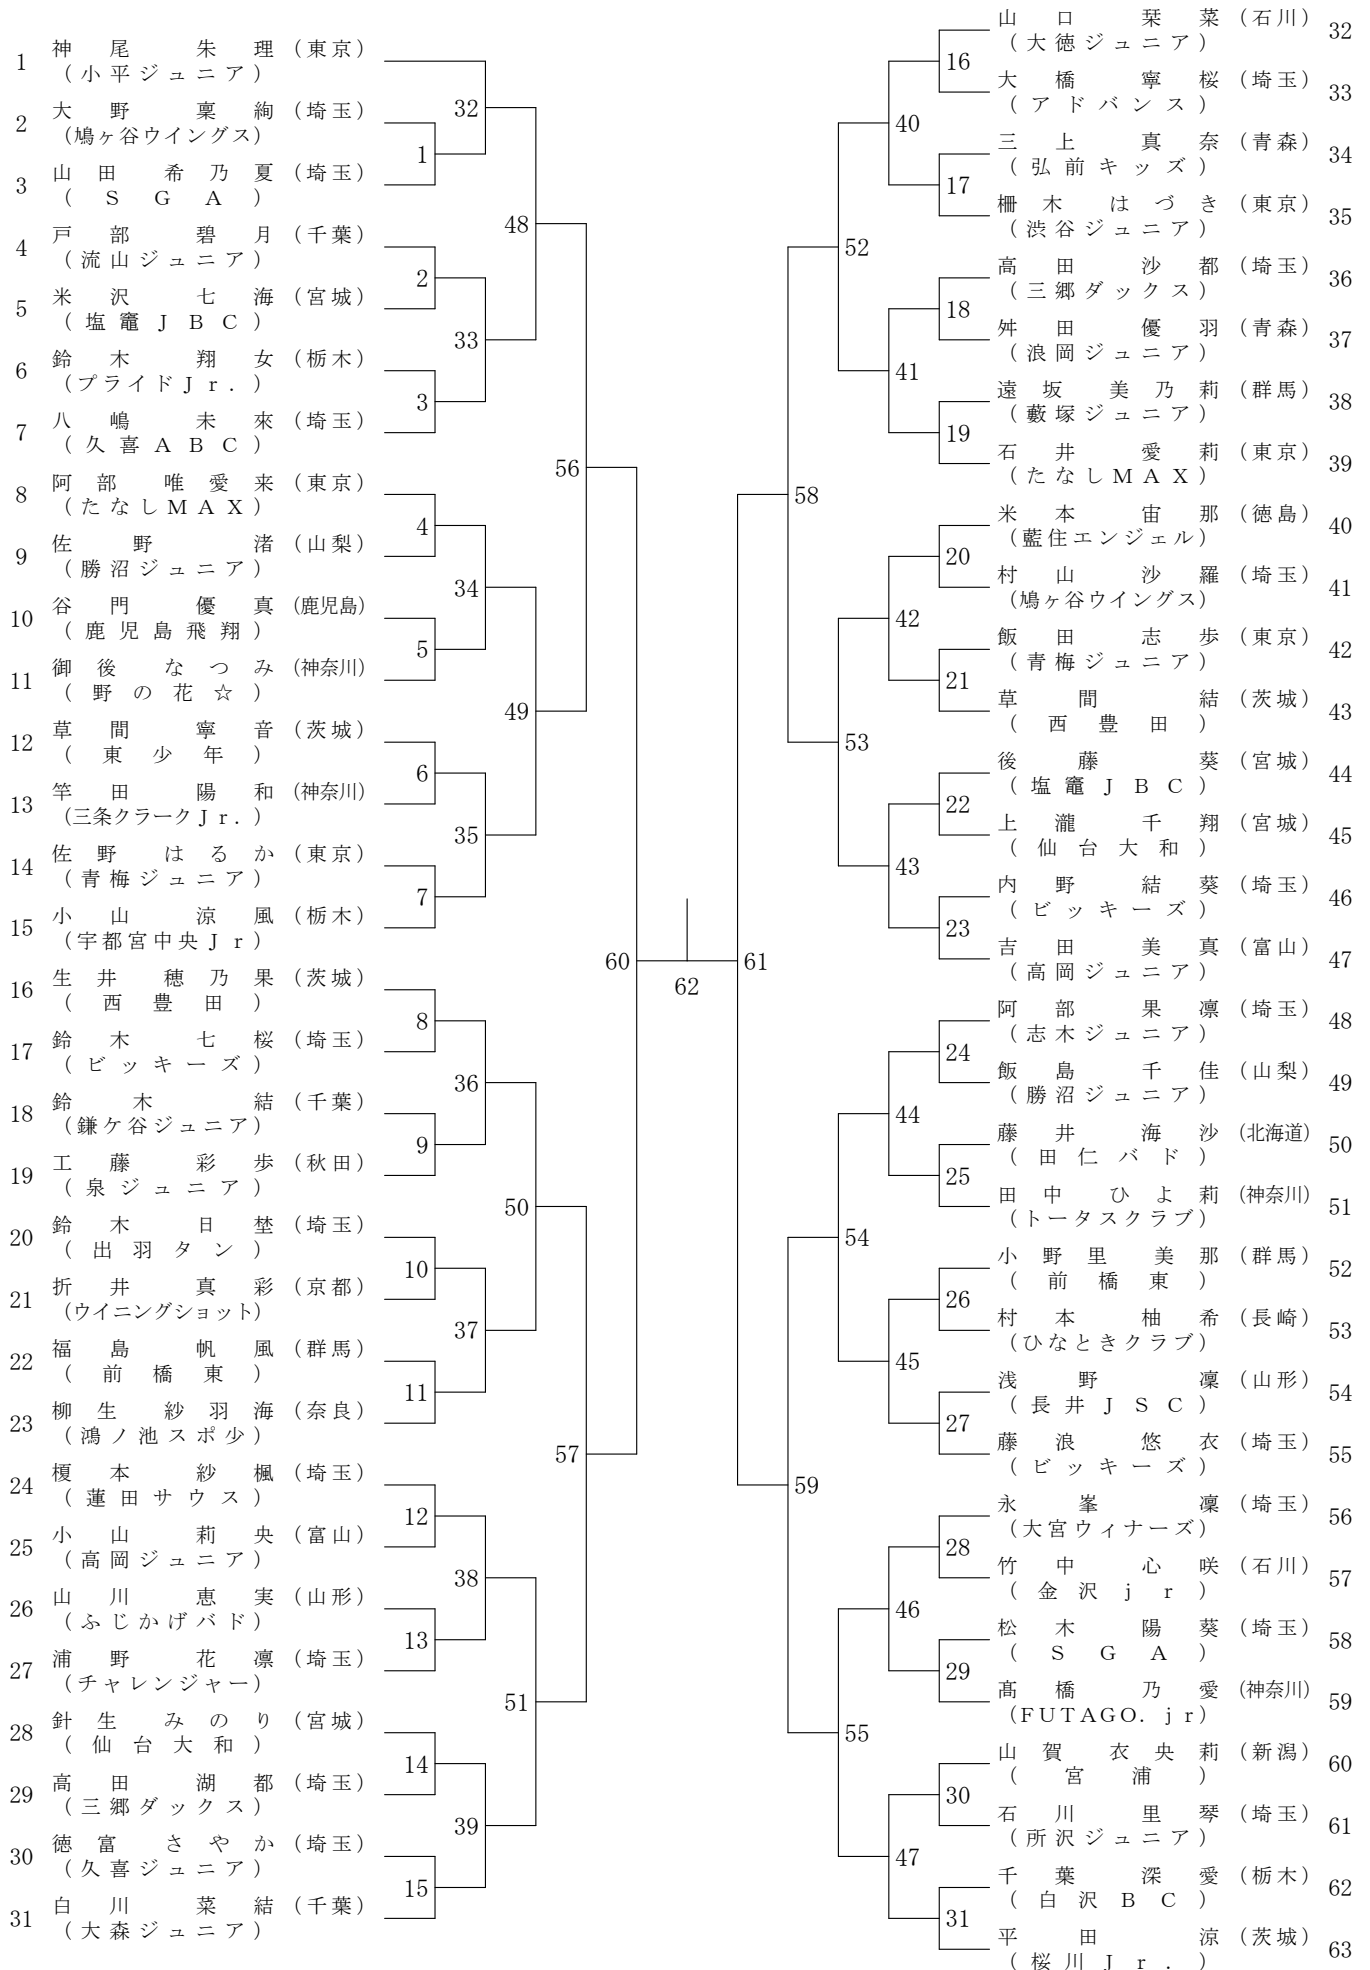 1 神尾 朱理 (東京)
(小平ジュニア)
2 大野 稟絢 (埼玉)
(鳩ヶ谷ウイングス)
3 山田 希乃夏 (埼玉)
(SGA)
4 戸部 碧月 (千葉)
(流山ジュニア)
5 米沢 七海 (宮城)
(塩竈JBC)
6 鈴木 翔女 (栃木)
(プライドJr.)
7 八嶋 未來 (埼玉)
(久喜ABC)
8 阿部 唯愛来 (東京)
(たなしMAX)
9 佐野 渚 (山梨)
(勝沼ジュニア)
10 谷門 優真 (鹿児島)
(鹿児島飛翔)
11 御後 なつみ (神奈川)
(野の花☆)
12 草間 寧音 (茨城)
(東少年)
13 竿田 陽和 (神奈川)
(三条クラークJr.)
14 佐野 はるか (東京)
(青梅ジュニア)
15 小山 涼風 (栃木)
(宇都宮中央Jr)
16 生井 穂乃果 (茨城)
(西豊田)
17 鈴木 七桜 (埼玉)
(ビッキーズ)
18 鈴木 結 (千葉)
(鎌ケ谷ジュニア)
19 工藤 彩歩 (秋田)
(泉ジュニア)
20 鈴木 日埜 (埼玉)
(出羽タン)
21 折井 真彩 (京都)
(ウイニングショット)
22 福島 帆風 (群馬)
(前橋東)
23 柳生 紗羽海 (奈良)
(鴻ノ池スポ少)
24 榎本 紗楓 (埼玉)
(蓮田サウス)
25 小山 莉央 (富山)
(高岡ジュニア)
26 山川 恵実 (山形)
(ふじかげバド)
27 浦野 花凛 (埼玉)
(チャレンジャー)
28 針生 みのり (宮城)
(仙台大和)
29 高田 湖都 (埼玉)
(三郷ダックス)
30 徳富 さやか (埼玉)
(久喜ジュニア)
31 白川 菜結 (千葉)
(大森ジュニア)
1
2
3
4
5
6
7
8
9
10
11
12
13
14
15
32
33
34
35
36
37
38
39
48
49
50
51
56
57
60
62
61
58
59
52
53
54
55
40
41
42
43
44
45
46
47
16
17
18
19
20
21
22
23
24
25
26
27
28
29
30
31
山口 栞菜 (石川) 32
(大徳ジュニア)
大橋 寧桜 (埼玉) 33
(アドバンス)
三上 真奈 (青森) 34
(弘前キッズ)
柵木 はづき (東京) 35
(渋谷ジュニア)
高田 沙都 (埼玉) 36
(三郷ダックス)
舛田 優羽 (青森) 37
(浪岡ジュニア)
遠坂 美乃莉 (群馬) 38
(藪塚ジュニア)
石井 愛莉 (東京) 39
(たなしMAX)
米本 宙那 (徳島) 40
(藍住エンジェル)
村山 沙羅 (埼玉) 41
(鳩ヶ谷ウイングス)
飯田 志歩 (東京) 42
(青梅ジュニア)
草間 結 (茨城) 43
(西豊田)
後藤 葵 (宮城) 44
(塩竈JBC)
上瀧 千翔 (宮城) 45
(仙台大和)
内野 結葵 (埼玉) 46
(ビッキーズ)
吉田 美真 (富山) 47
(高岡ジュニア)
阿部 果凛 (埼玉) 48
(志木ジュニア)
飯島 千佳 (山梨) 49
(勝沼ジュニア)
藤井 海沙 (北海道) 50
(田仁バド)
田中 ひよ莉 (神奈川) 51
(トータスクラブ)
小野里 美那 (群馬) 52
(前橋東)
村本 柚希 (長崎) 53
(ひなときクラブ)
浅野 凜 (山形) 54
(長井JSC)
藤浪 悠衣 (埼玉) 55
(ビッキーズ)
永峯 凜 (埼玉) 56
(大宮ウィナーズ)
竹中 心咲 (石川) 57
(金沢jr)
松木 陽葵 (埼玉) 58
(SGA)
髙橋 乃愛 (神奈川) 59
(FUTAGO.jr)
山賀 衣央莉 (新潟) 60
(宮浦)
石川 里琴 (埼玉) 61
(所沢ジュニア)
千葉 深愛 (栃木) 62
(白沢BC)
平田 涼 (茨城) 63
(桜川Jr.)